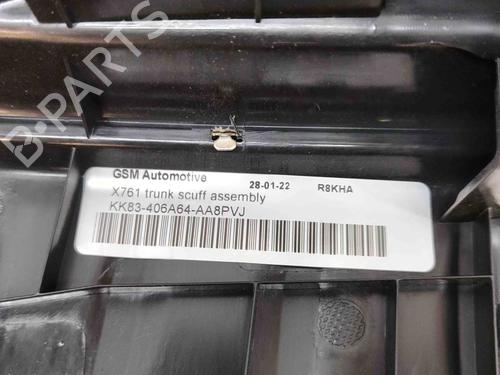 B-PARTS
GSM Automotive 28-01-22 R8KHA
X761 trunk scuff assembly
KK83-406A64-AA8PVJ